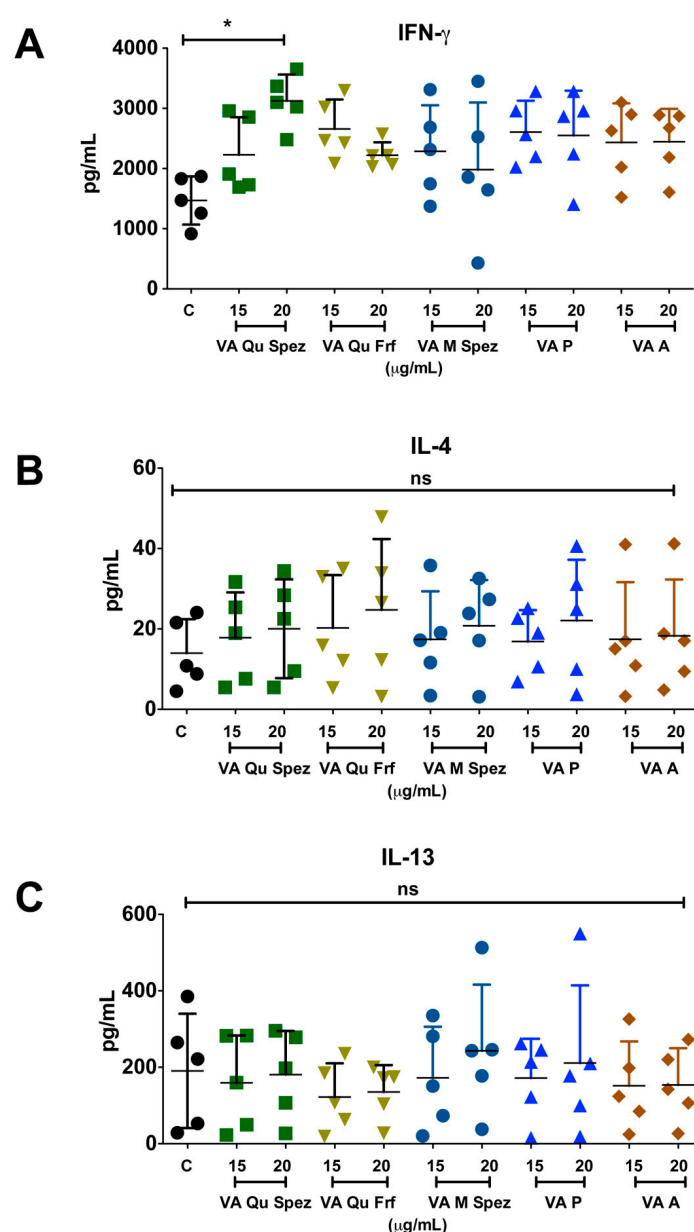 A
*
IFN-γ
pg/mL
4000
3000
2000
1000
0
C 15 20 15 20 15 20 15 20 15 20
VA Qu Spez VA Qu Frf VA M Spez VA P VA A
(μg/mL)
B
IL-4
ns
pg/mL
60
40
20
0
C 15 20 15 20 15 20 15 20 15 20
VA Qu Spez VA Qu Frf VA M Spez VA P VA A
(μg/mL)
C
IL-13
ns
pg/mL
600
400
200
0
C 15 20 15 20 15 20 15 20 15 20
VA Qu Spez VA Qu Frf VA M Spez VA P VA A
(μg/mL)